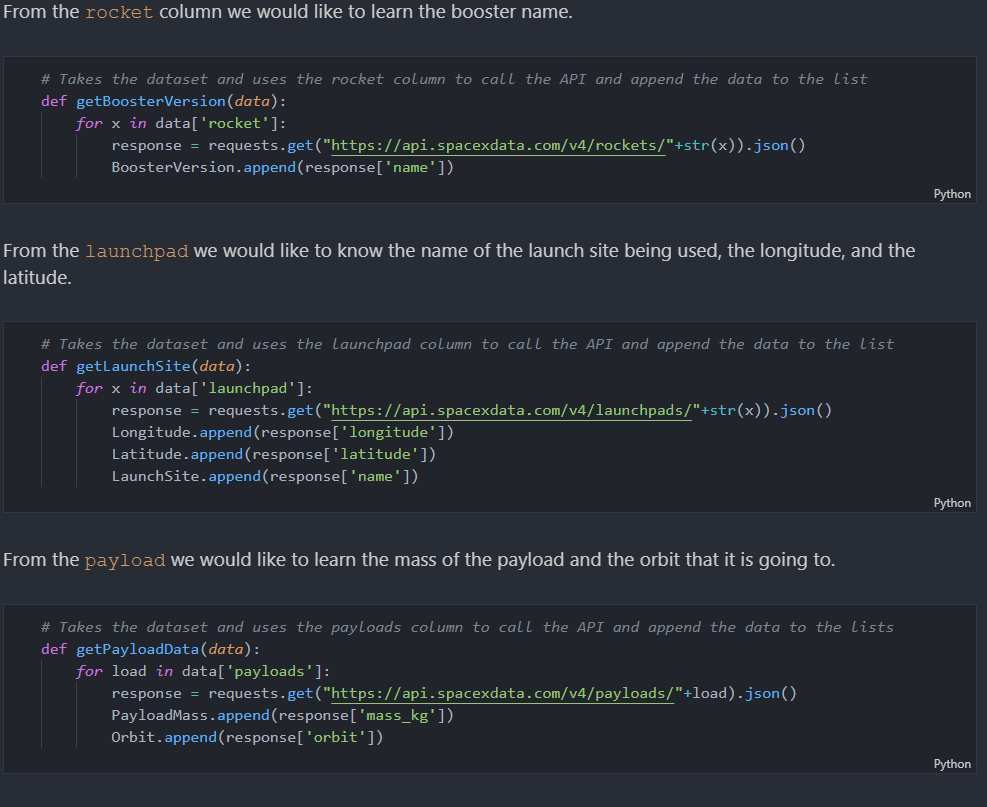 From the rocket column we would like to learn the booster name.
# Takes the dataset and uses the rocket column to call the API and append the data to the list
def getBoosterVersion(data):
    for x in data['rocket']:
        response = requests.get("https://api.spacexdata.com/v4/rockets/"+str(x)).json()
        BoosterVersion.append(response['name'])
Python
From the launchpad we would like to know the name of the launch site being used, the longitude, and the
latitude.
# Takes the dataset and uses the launchpad column to call the API and append the data to the list
def getLaunchSite(data):
    for x in data['launchpad']:
        response = requests.get("https://api.spacexdata.com/v4/launchpads/"+str(x)).json()
        Longitude.append(response['longitude'])
        Latitude.append(response['latitude'])
        LaunchSite.append(response['name'])
Python
From the payload we would like to learn the mass of the payload and the orbit that it is going to.
# Takes the dataset and uses the payloads column to call the API and append the data to the lists
def getPayloadData(data):
    for load in data['payloads']:
        response = requests.get("https://api.spacexdata.com/v4/payloads/"+load).json()
        PayloadMass.append(response['mass_kg'])
        Orbit.append(response['orbit'])
Python